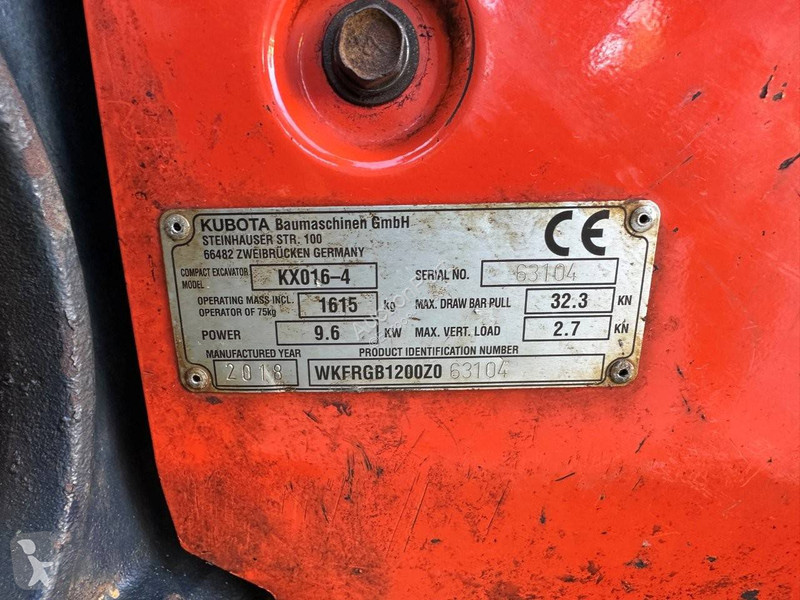 KUBOTA Baumaschinen GmbH
STEINHAUSER STR. 100
66482 ZWEIBRÜCKEN GERMANY
CE
COMPACT EXCAVATOR MODEL KX016-4 SERIAL NO. 63104
OPERATING MASS INCL. OPERATOR OF 75kg 1615 kg MAX. DRAW BAR PULL 32.3 KN
POWER 9.6 KW MAX. VERT. LOAD 2.7 KN
MANUFACTURED YEAR PRODUCT IDENTIFICATION NUMBER
2018 WKFRGB1200Z063104